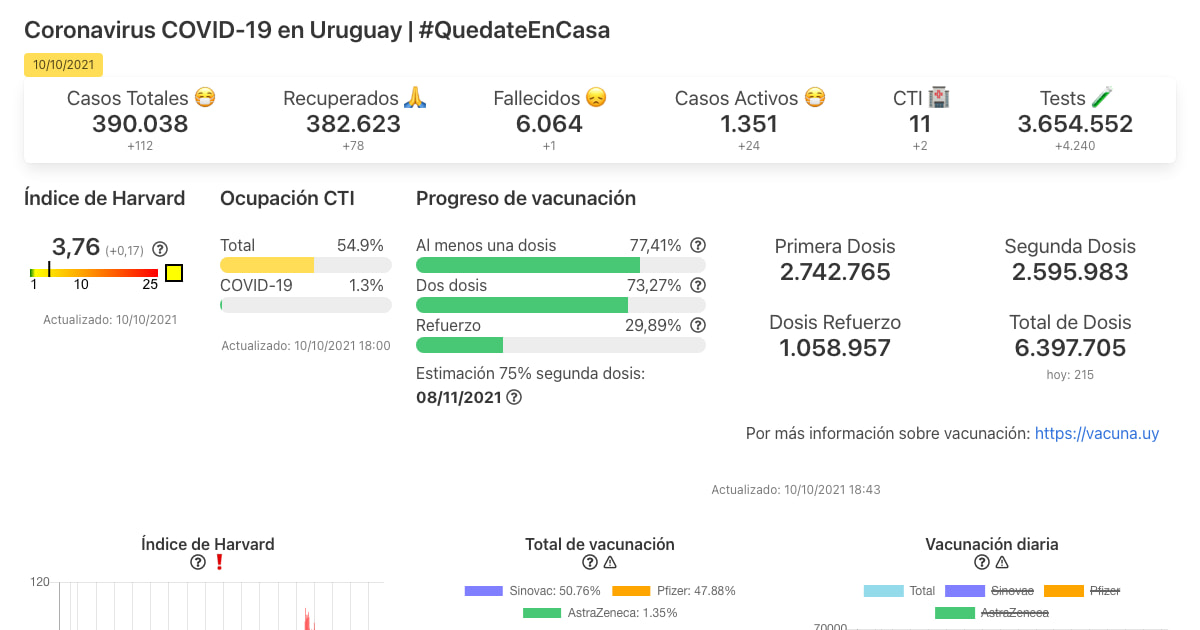 Coronavirus COVID-19 en Uruguay | #QuedateEnCasa
10/10/2021
Casos Totales 😷
390.038
+112
Recuperados 🙏
382.623
+78
Fallecidos 😞
6.064
+1
Casos Activos 😷
1.351
+24
CTI 🏥
11
+2
Tests 🧪
3.654.552
+4.240
Índice de Harvard
3,76 (+0,17)
1 10 25
Actualizado: 10/10/2021
Ocupación CTI
Total 54.9%
COVID-19 1.3%
Actualizado: 10/10/2021 18:00
Progreso de vacunación
Al menos una dosis 77,41%
Dos dosis 73,27%
Refuerzo 29,89%
Estimación 75% segunda dosis:
08/11/2021
Primera Dosis
2.742.765
Segunda Dosis
2.595.983
Dosis Refuerzo
1.058.957
Total de Dosis
6.397.705
hoy: 215
Por más información sobre vacunación: https://vacuna.uy
Actualizado: 10/10/2021 18:43
Índice de Harvard
❗
120
Total de vacunación
Sinovac: 50.76% Pfizer: 47.88%
AstraZeneca: 1.35%
Vacunación diaria
Total Sinovac Pfizer
AstraZeneca
70000